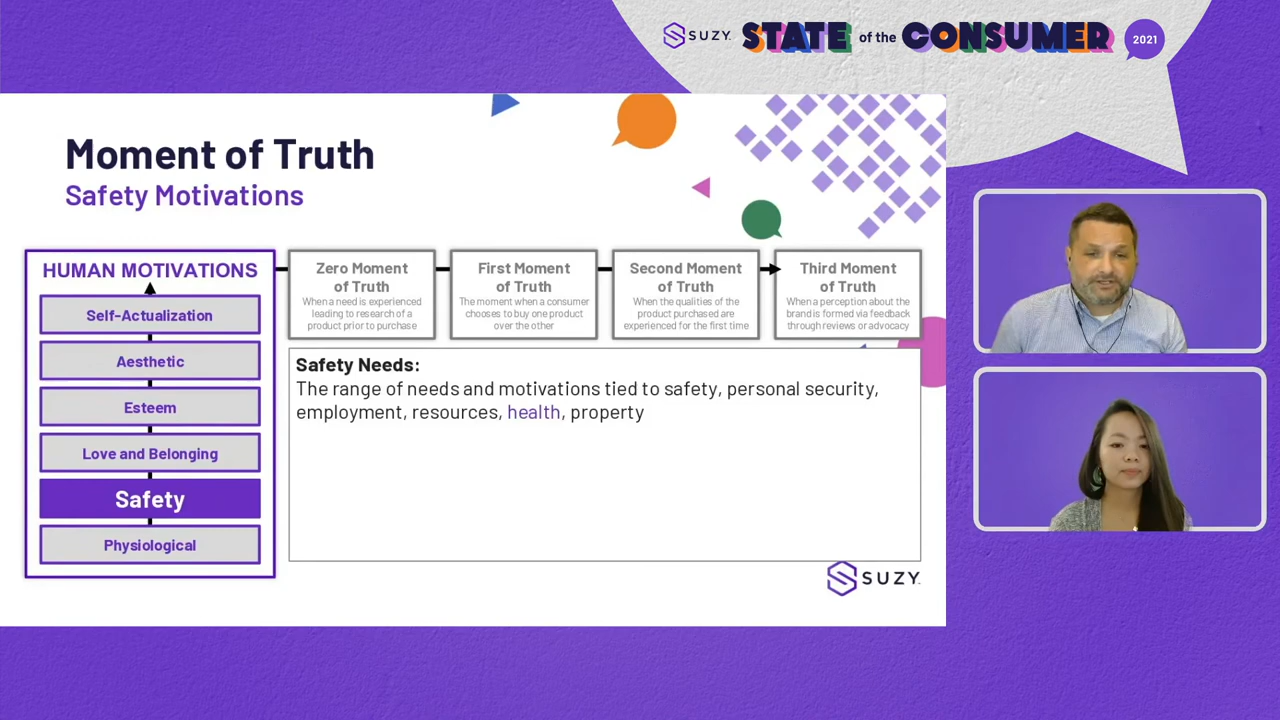 SUZY STATE of the CONSUMER 2021
Moment of Truth
Safety Motivations
HUMAN MOTIVATIONS
Self-Actualization
Aesthetic
Esteem
Love and Belonging
Safety
Physiological
Zero Moment
of Truth
When a need is experienced
leading to research of a
product prior to purchase
First Moment
of Truth
The moment when a consumer
chooses to buy one product
over the other
Second Moment
of Truth
When the qualities of the
product purchased are
experienced for the first time
Third Moment
of Truth
When a perception about the
brand is formed via feedback
through reviews or advocacy
Safety Needs:
The range of needs and motivations tied to safety, personal security,
employment, resources, health, property
SUZY